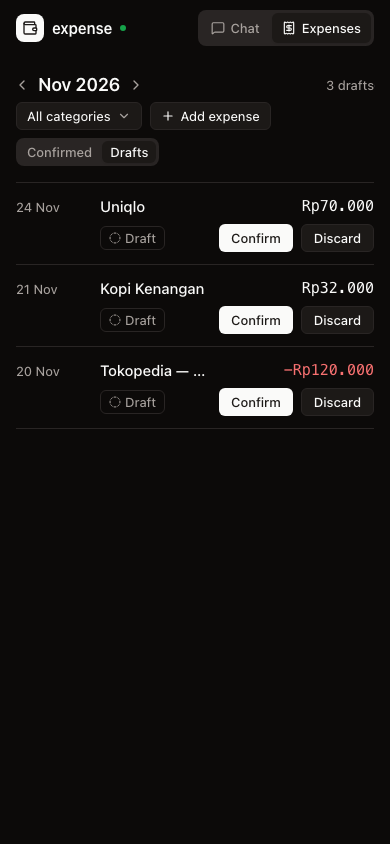 expense
Chat
Expenses
Nov 2026
3 drafts
All categories
Add expense
Confirmed
Drafts
24 Nov
Uniqlo
Rp70.000
Draft
Confirm
Discard
21 Nov
Kopi Kenangan
Rp32.000
Draft
Confirm
Discard
20 Nov
Tokopedia — ...
−Rp120.000
Draft
Confirm
Discard